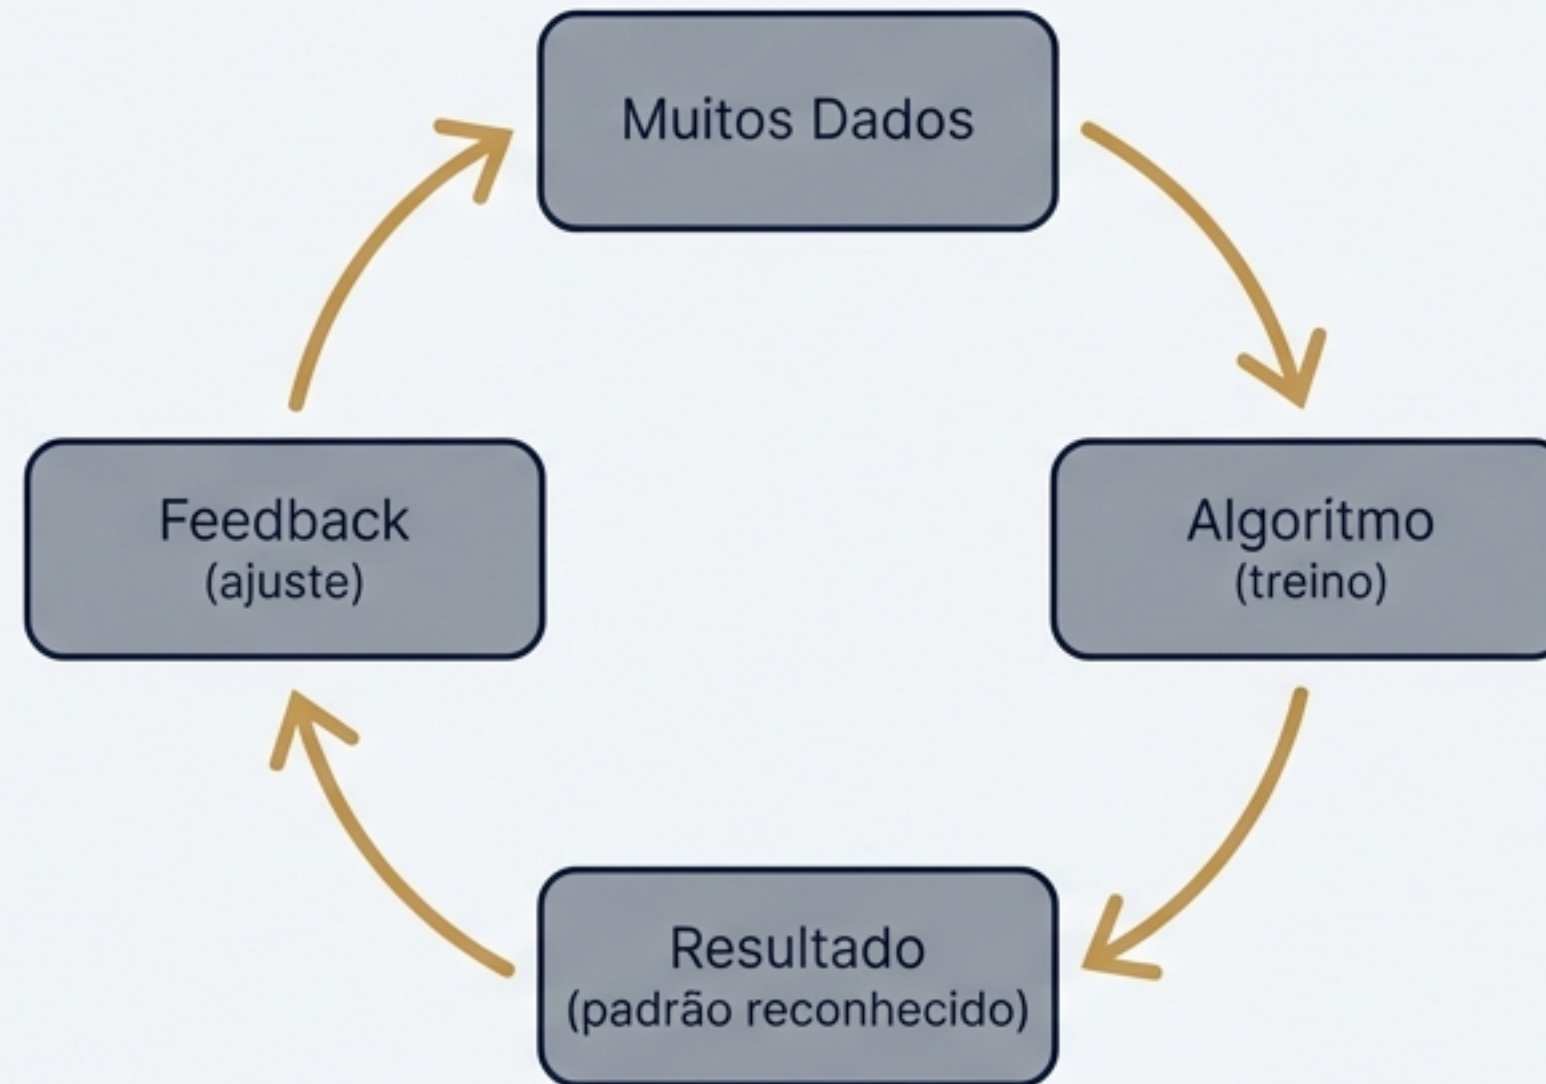 Muitos Dados
Algoritmo
(treino)
Resultado
(padrão reconhecido)
Feedback
(ajuste)